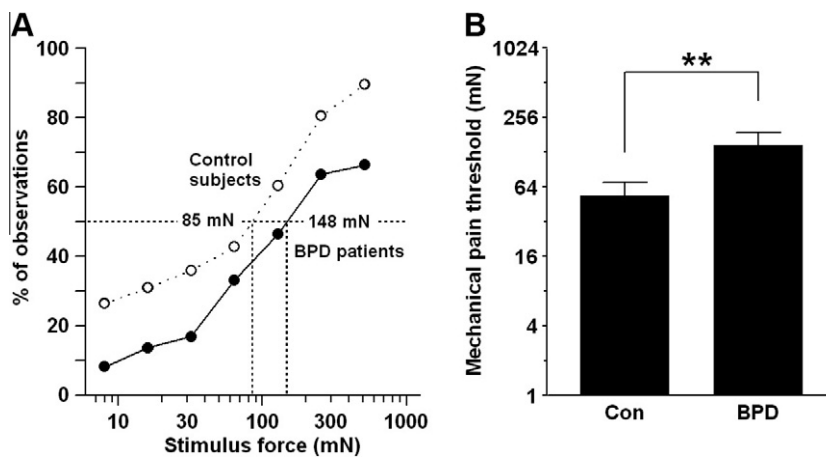 A
% of observations
100
80
60
40
20
0
Control
subjects
85 mN
148 mN
BPD patients
10 30 100 300 1000
Stimulus force (mN)
B
**
Mechanical pain threshold (mN)
1024
256
64
16
4
1
Con BPD